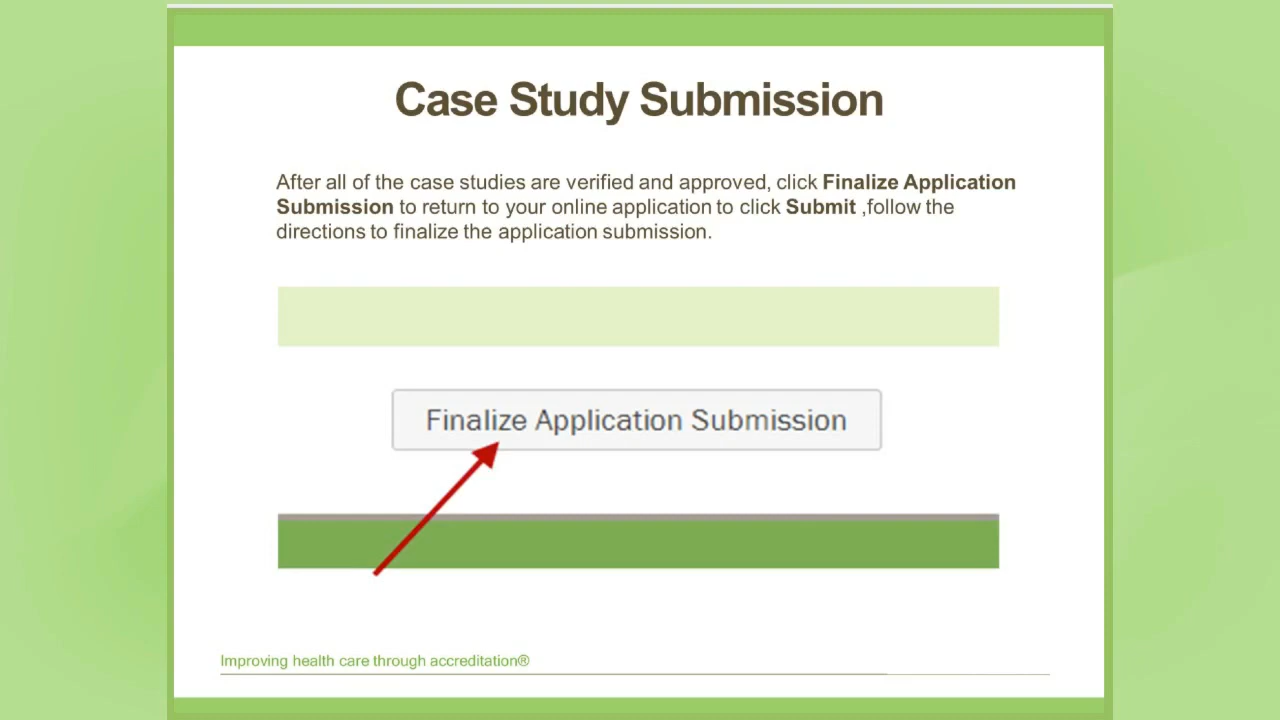 Case Study Submission
After all of the case studies are verified and approved, click Finalize Application
Submission to return to your online application to click Submit ,follow the
directions to finalize the application submission.
Finalize Application Submission
Improving health care through accreditation®